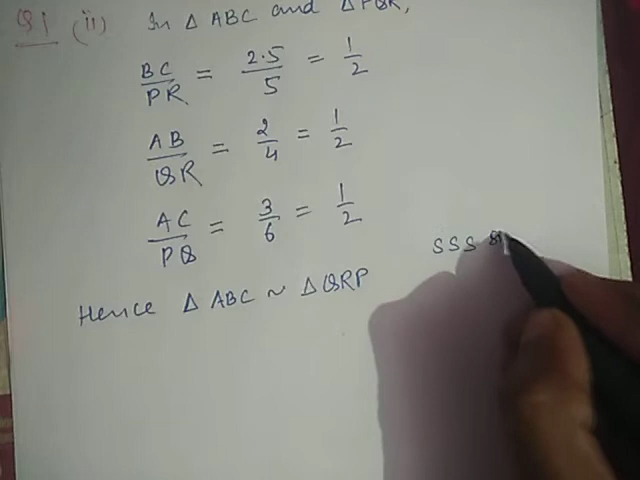 Q1 (ii) In Δ ABC and Δ PQR,
BC/PR = 2.5/5 = 1/2
AB/QR = 2/4 = 1/2
AC/PQ = 3/6 = 1/2
SSS
Hence Δ ABC ~ Δ QRP